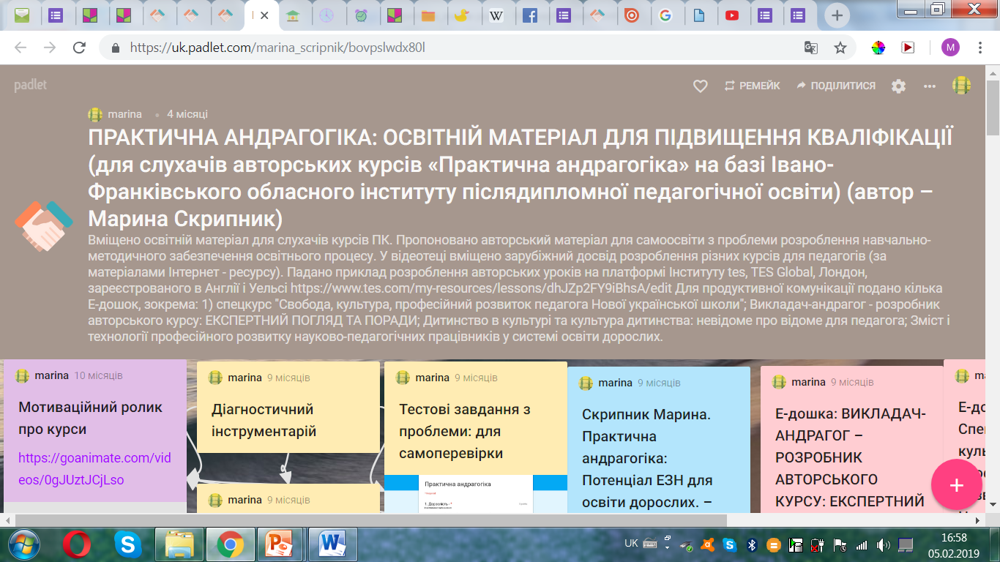 https://uk.padlet.com/marina_scripnik/bovpslwdx80l
M
padlet
РЕМЕЙК
ПОДІЛИТИСЯ
marina • 4 місяці
ПРАКТИЧНА АНДРАГОГІКА: ОСВІТНІЙ МАТЕРІАЛ ДЛЯ ПІДВИЩЕННЯ КВАЛІФІКАЦІЇ
(для слухачів авторських курсів «Практична андрагогіка» на базі Івано-
Франківського обласного інституту післядипломної педагогічної освіти) (автор –
Марина Скрипник)
Вміщено освітній матеріал для слухачів курсів ПК. Пропоновано авторський матеріал для самоосвіти з проблеми розроблення навчально-
методичного забезпечення освітнього процесу. У відеотеці вміщено зарубіжний досвід розроблення різних курсів для педагогів (за
матеріалами Інтернет - ресурсу). Падано приклад розроблення авторських уроків на платформі Інституту tes, TES Global, Лондон,
зареєстрованого в Англії і Уельсі https://www.tes.com/my-resources/lessons/dhJZp2FY9iBhsA/edit Для продуктивної комунікації подано кілька
Е-дошок, зокрема: 1) спецкурс "Свобода, культура, професійний розвиток педагога Нової української школи"; Викладач-андрагог - розробник
авторського курсу: ЕКСПЕРТНИЙ ПОГЛЯД ТА ПОРАДИ; Дитинство в культурі та культура дитинства: невідоме про відоме для педагога; Зміст і
технології професійного розвитку науково-педагогічних працівників у системі освіти дорослих.
marina 10 місяців
Мотиваційний ролик
про курси
https://goanimate.com/vid
eos/0gJUztJCjLso
marina 9 місяців
Діагностичний
інструментарій
marina 9 місяців
marina 9 місяців
Тестові завдання з
проблеми: для
самоперевірки
Практична андрагогіка
1. Дорослість - *
marina 9 місяців
Скрипник Марина.
Практична
андрагогіка:
Потенціал ЕЗН для
освіти дорослих. –
marina 9 місяців
Е-дошка: ВИКЛАДАЧ-
АНДРАГОГ –
РОЗРОБНИК
АВТОРСЬКОГО
КУРСУ: ЕКСПЕРТНИЙ
UK
16:58
05.02.2019